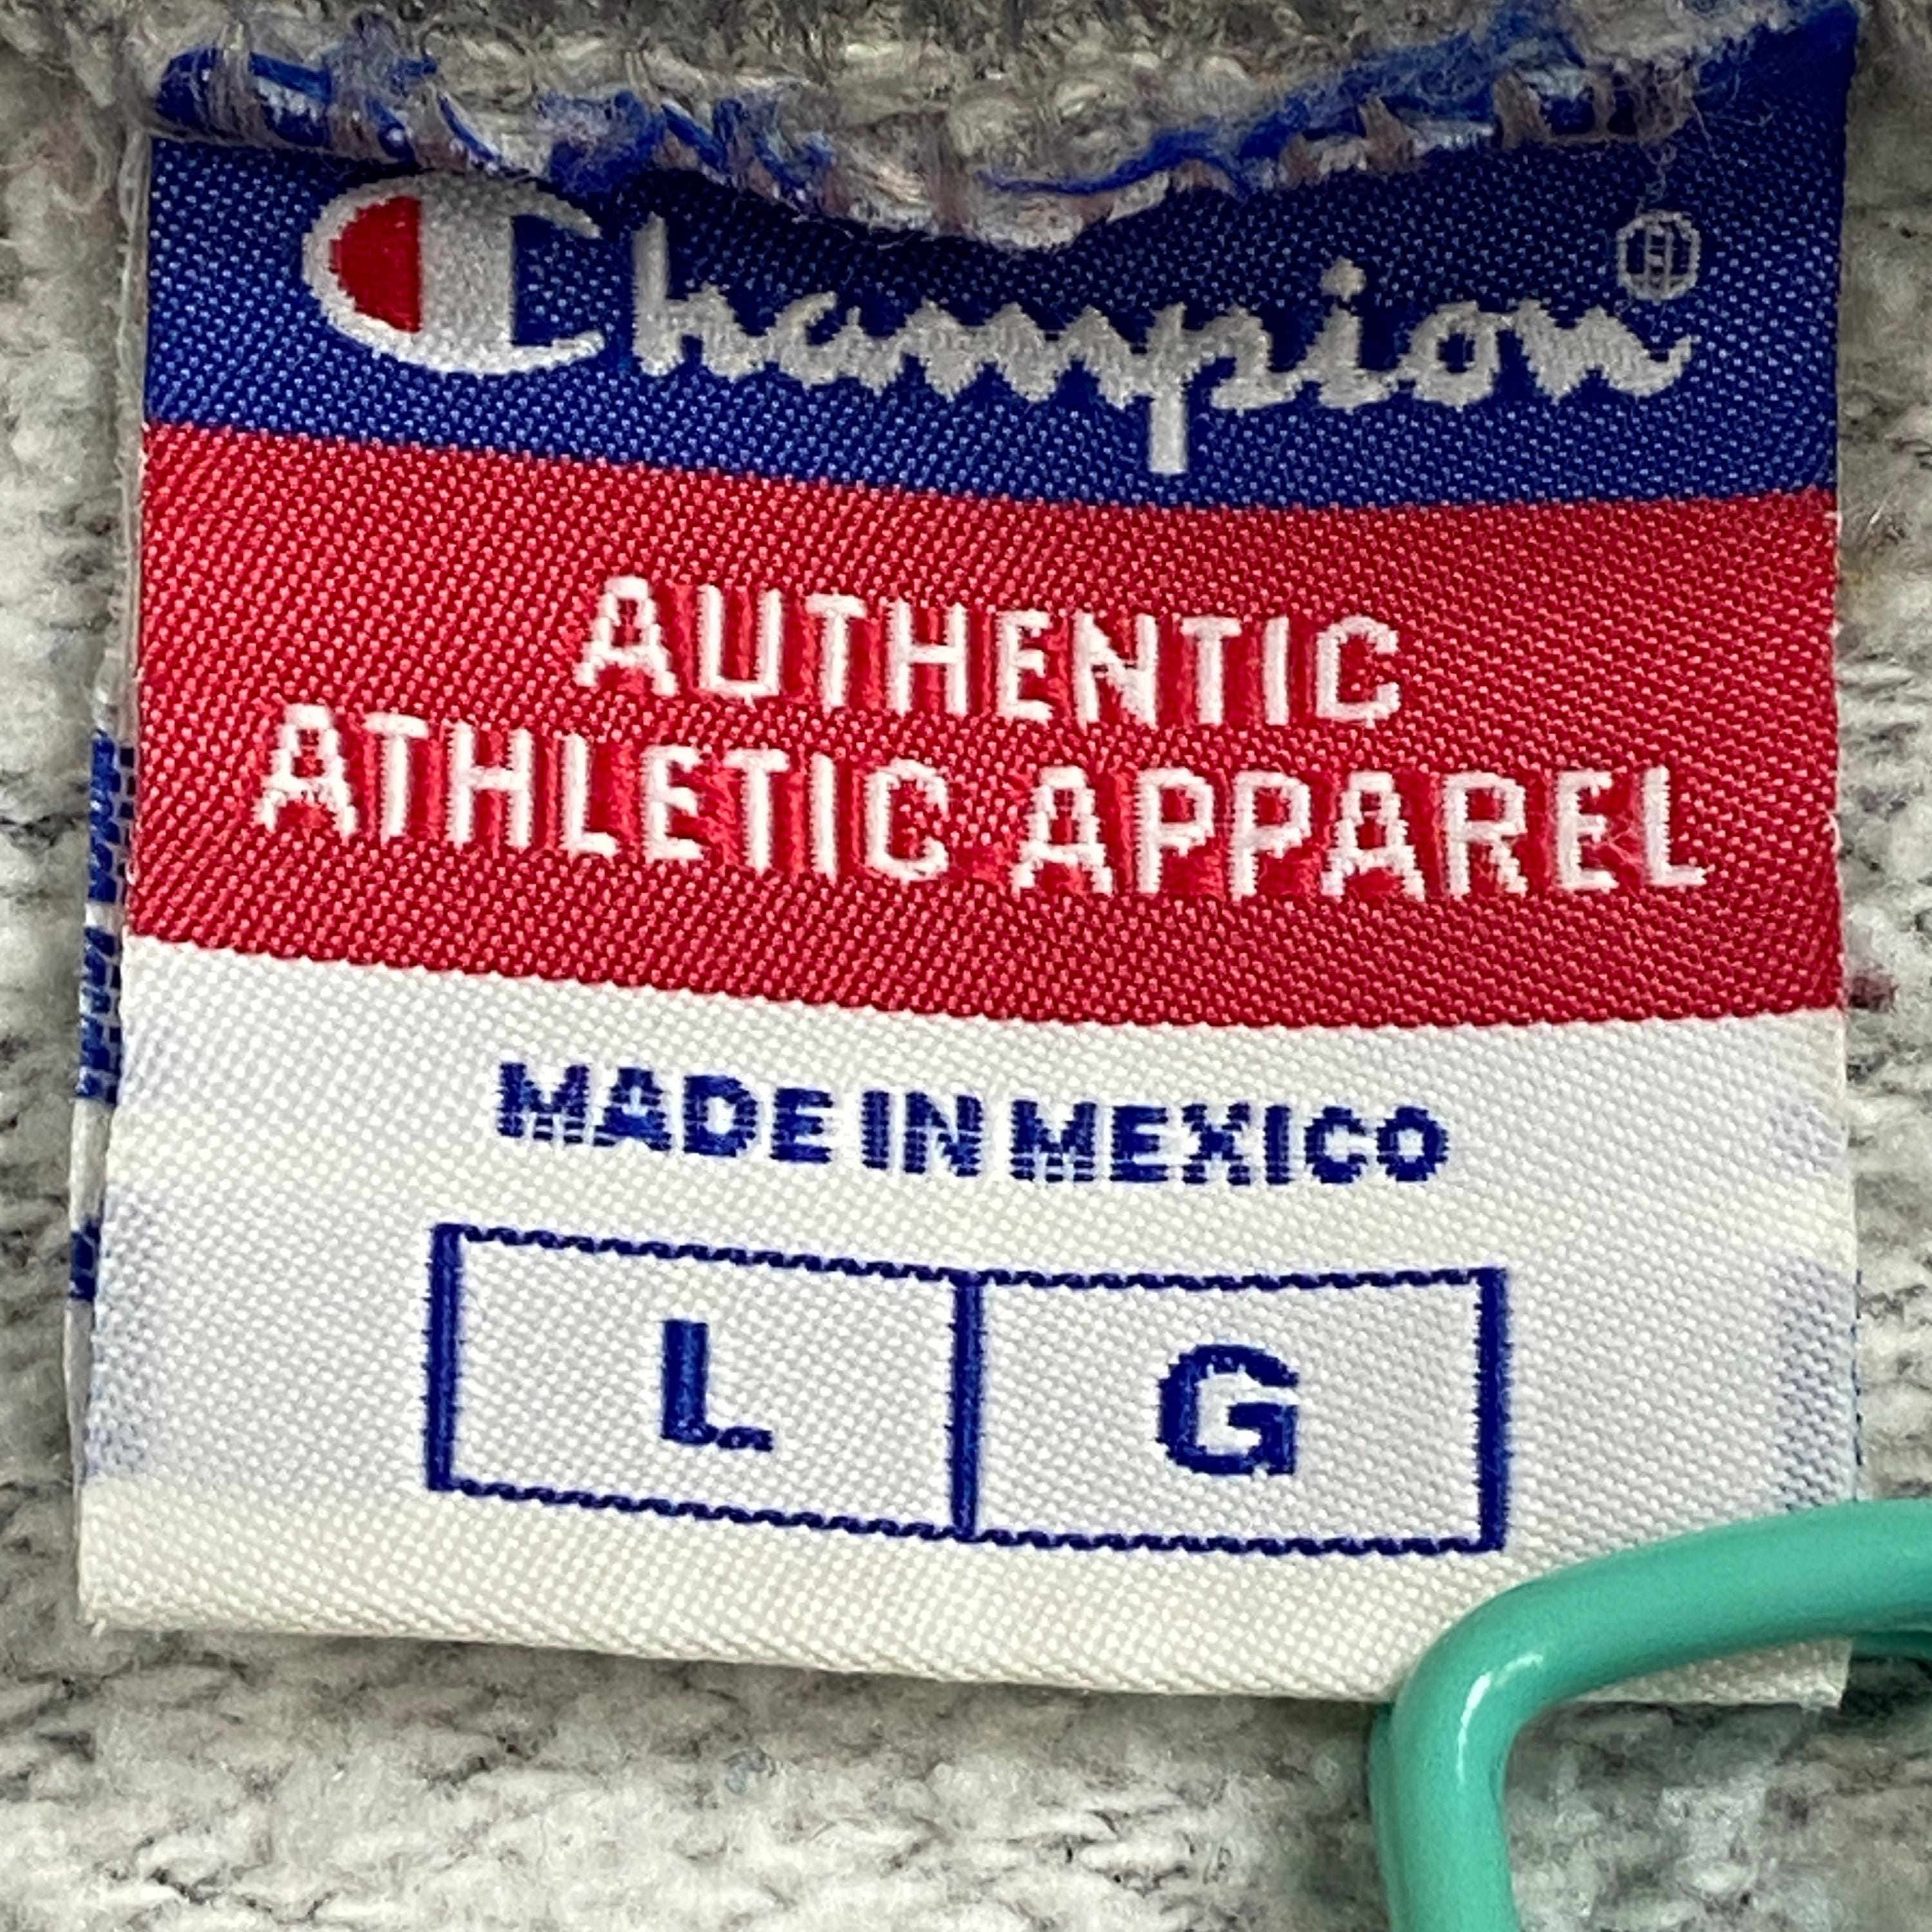 Champion®
AUTHENTIC
ATHLETIC APPAREL
MADE IN MEXICO
L G